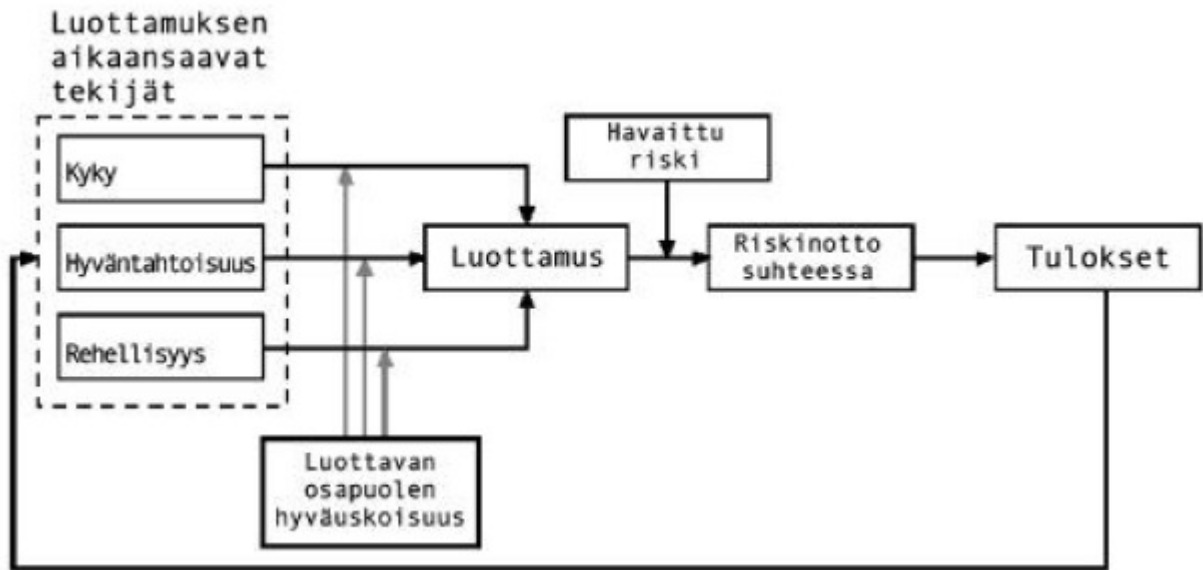 Luottamuksen
aikaansaavat
tekijät
Kyky
Hyväntahtoisuus
Rehellisyys
Luottavan
osapuolen
hyväuskoisuus
Luottamus
Havaittu
riski
Riskinotto
suhteessa
Tulokset